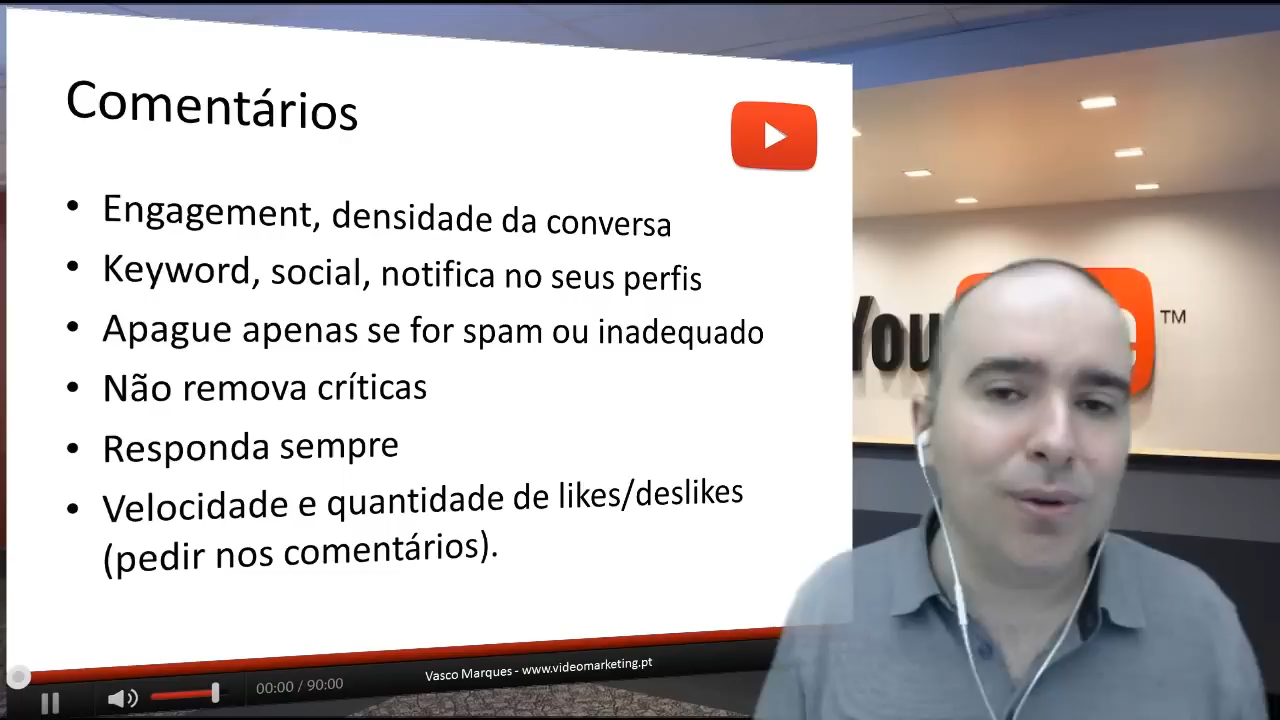 Comentários
• Engagement, densidade da conversa
• Keyword, social, notifica no seus perfis
• Apague apenas se for spam ou inadequado
• Não remova críticas
• Responda sempre
• Velocidade e quantidade de likes/deslikes
(pedir nos comentários).
You e TM
Vasco Marques - www.videomarketing.pt
00:00 / 90:00